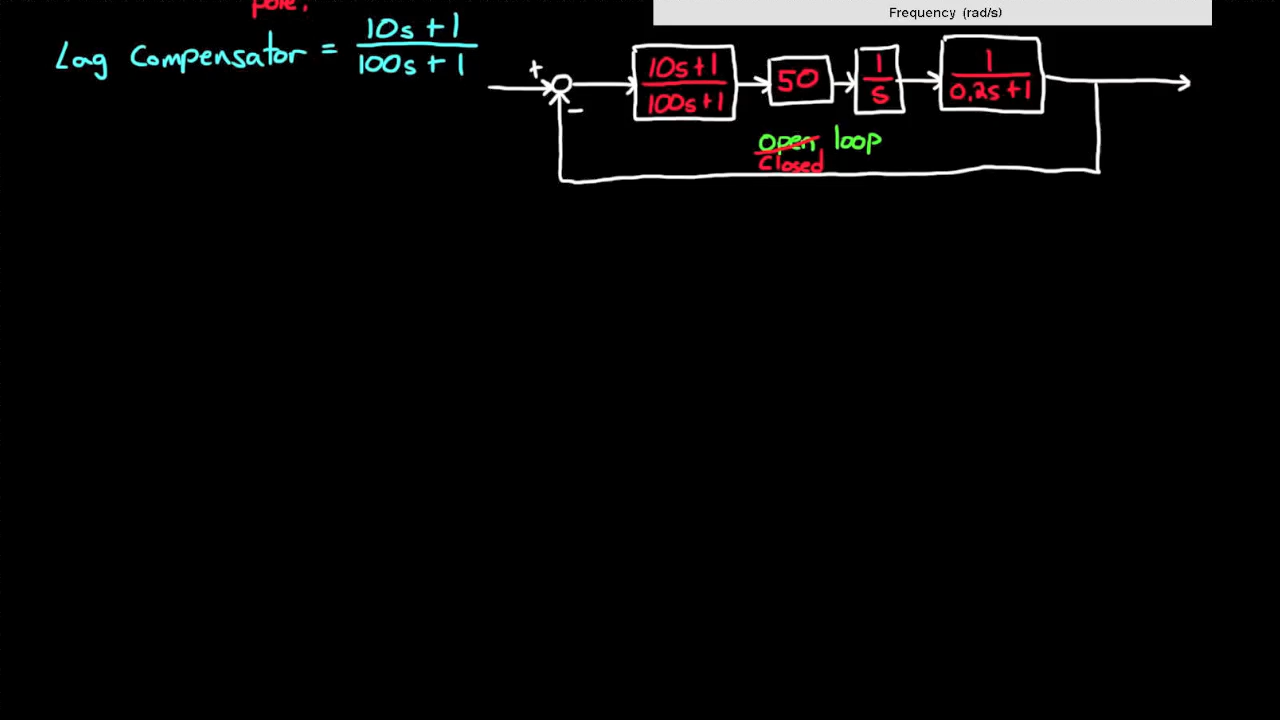 pole.
Frequency (rad/s)
Lag Compensator = 10s + 1
100s + 1
+
-
10s+1
100s+1
50
1
s
1
0.2s+1
Open loop
Closed